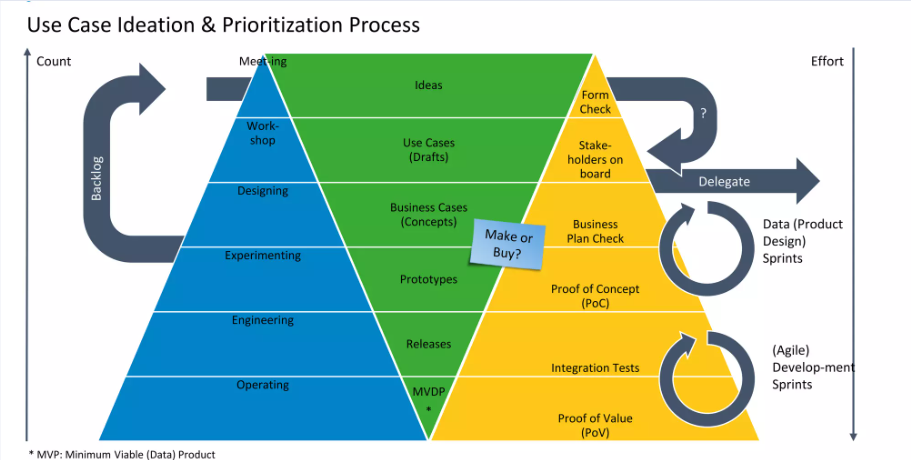 Use Case Ideation & Prioritization Process
Count
Effort
Meet-ing
Ideas
Form
Check
?
Work-
shop
Use Cases
(Drafts)
Stake-
holders on
board
Delegate
Backlog
Designing
Business Cases
(Concepts)
Make or
Buy?
Business
Plan Check
Data (Product
Design)
Sprints
Experimenting
Prototypes
Proof of Concept
(PoC)
Engineering
Releases
Integration Tests
(Agile)
Develop-ment
Sprints
Operating
MVDP
*
Proof of Value
(PoV)
* MVP: Minimum Viable (Data) Product